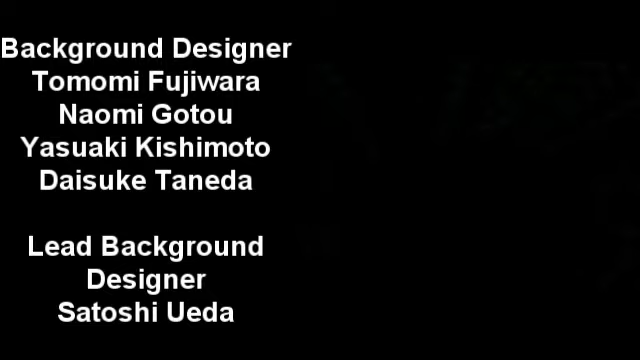 Background Designer
Tomomi Fujiwara
Naomi Gotou
Yasuaki Kishimoto
Daisuke Taneda
Lead Background
Designer
Satoshi Ueda